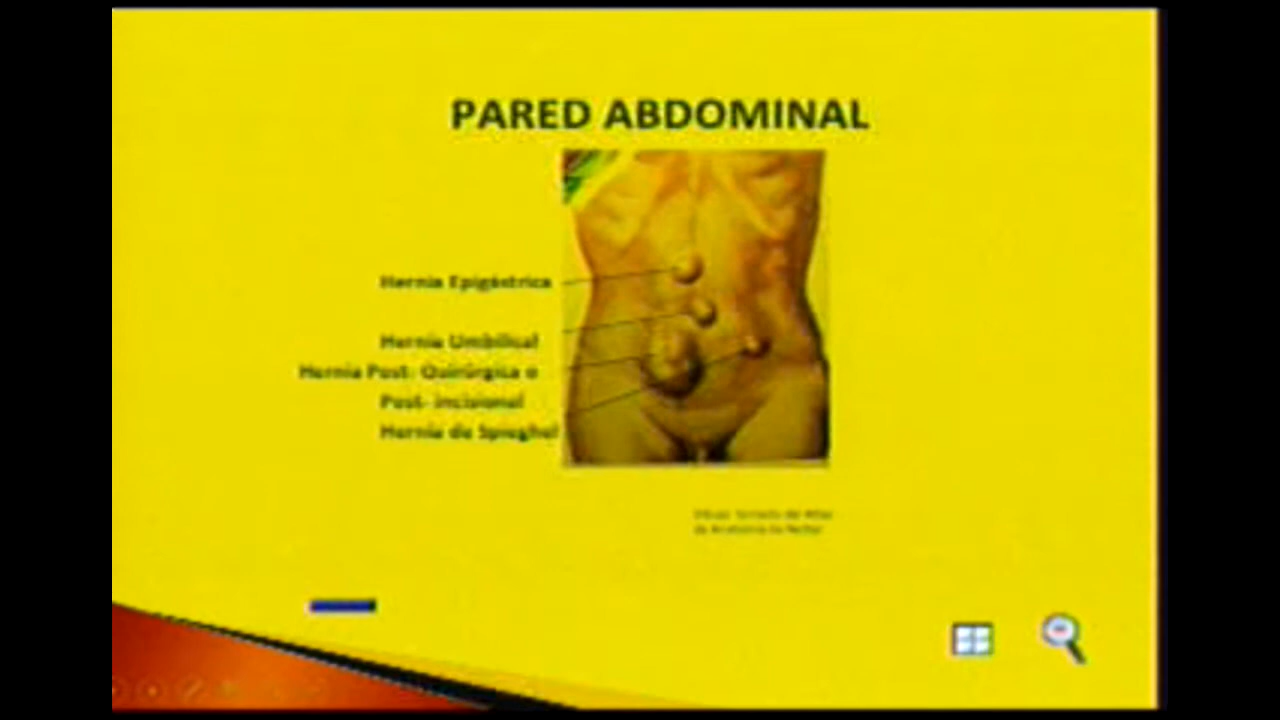 PARED ABDOMINAL
Hernia Epigástrica
Hernia Umbilical
Hernia Post- Quirúrgica o
Post- incisional
Hernia de Spieghel